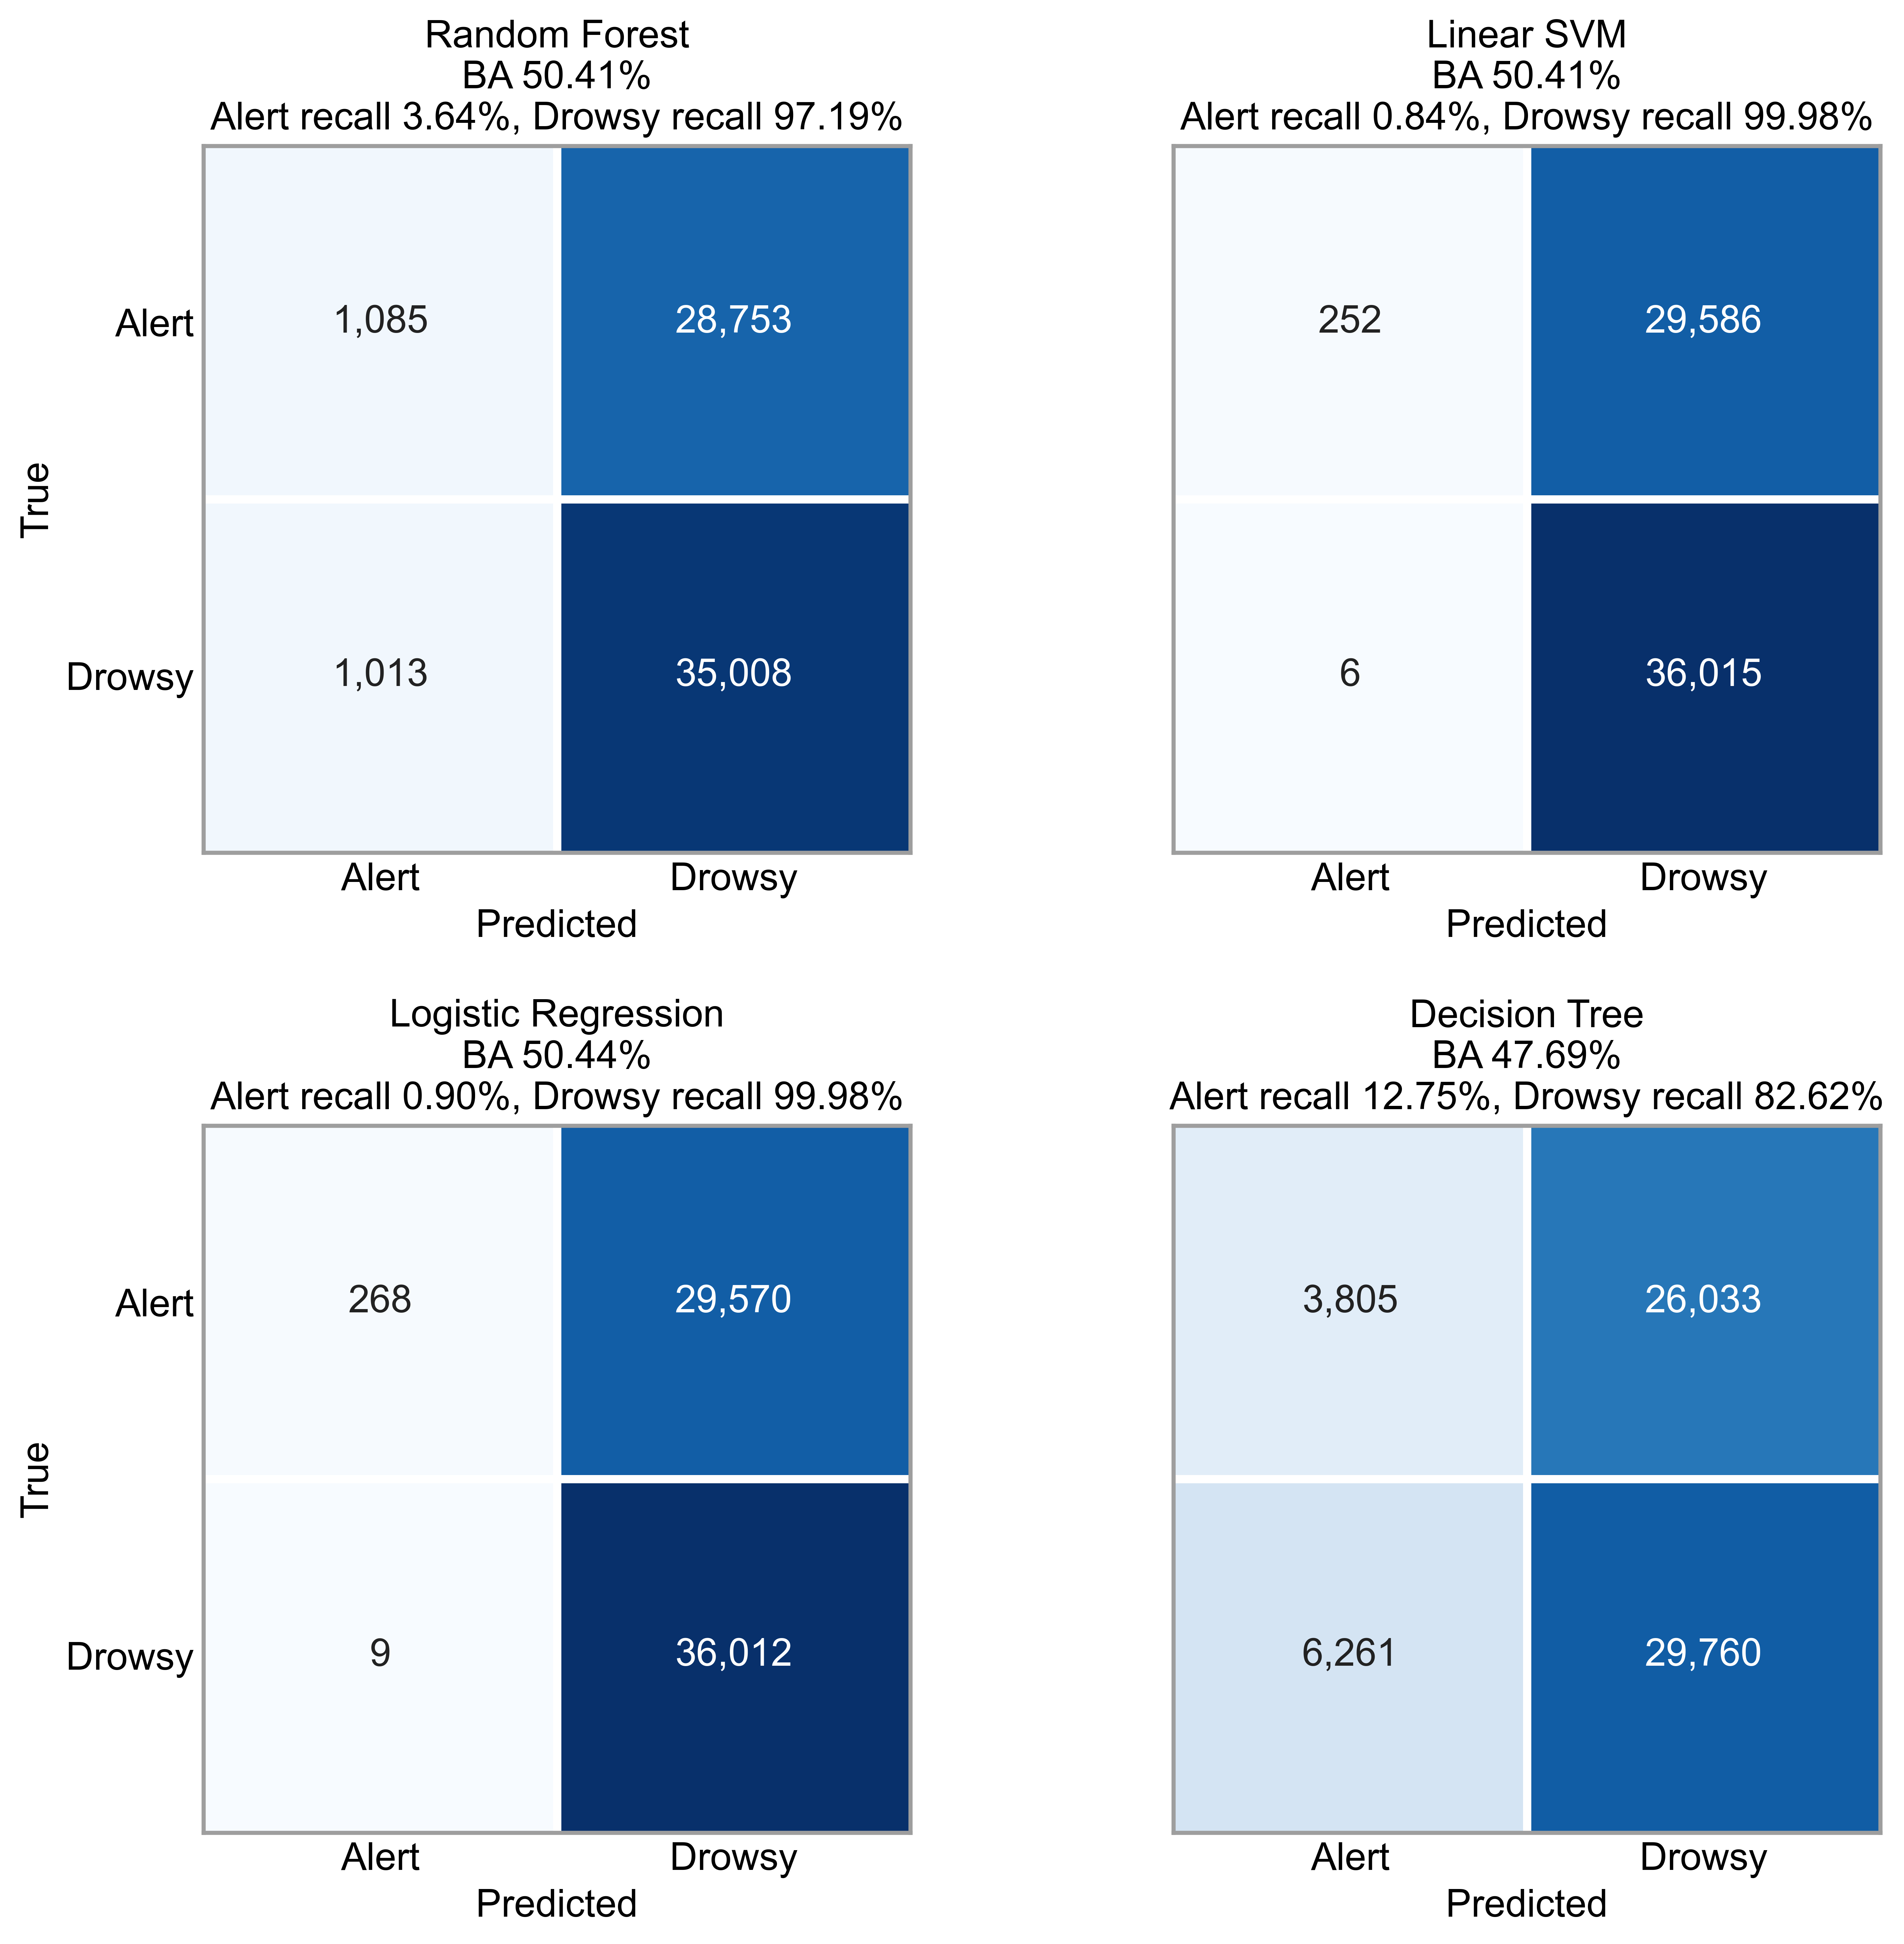 Random Forest
BA 50.41%
Alert recall 3.64%, Drowsy recall 97.19%
True
Alert
1,085
28,753
Drowsy
1,013
35,008
Alert
Drowsy
Predicted
Linear SVM
BA 50.41%
Alert recall 0.84%, Drowsy recall 99.98%
252
29,586
6
36,015
Alert
Drowsy
Predicted
Logistic Regression
BA 50.44%
Alert recall 0.90%, Drowsy recall 99.98%
True
Alert
268
29,570
Drowsy
9
36,012
Alert
Drowsy
Predicted
Decision Tree
BA 47.69%
Alert recall 12.75%, Drowsy recall 82.62%
3,805
26,033
6,261
29,760
Alert
Drowsy
Predicted